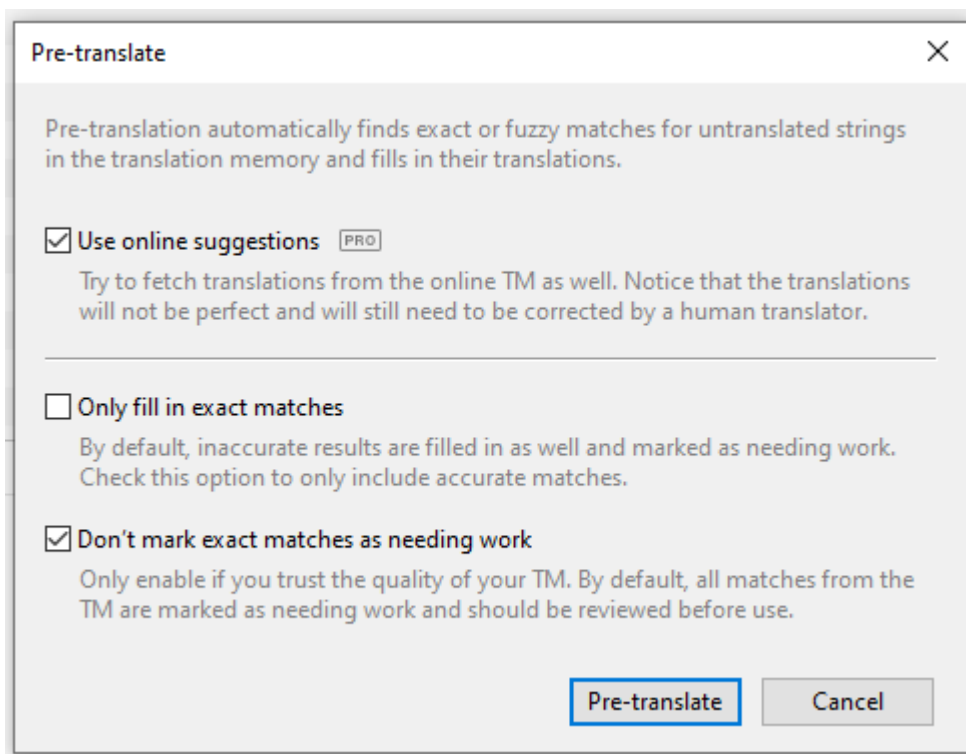 Pre-translate
Pre-translation automatically finds exact or fuzzy matches for untranslated strings
in the translation memory and fills in their translations.
Use online suggestions PRO
Try to fetch translations from the online TM as well. Notice that the translations
will not be perfect and will still need to be corrected by a human translator.
Only fill in exact matches
By default, inaccurate results are filled in as well and marked as needing work.
Check this option to only include accurate matches.
Don’t mark exact matches as needing work
Only enable if you trust the quality of your TM. By default, all matches from the
TM are marked as needing work and should be reviewed before use.
Pre-translate Cancel